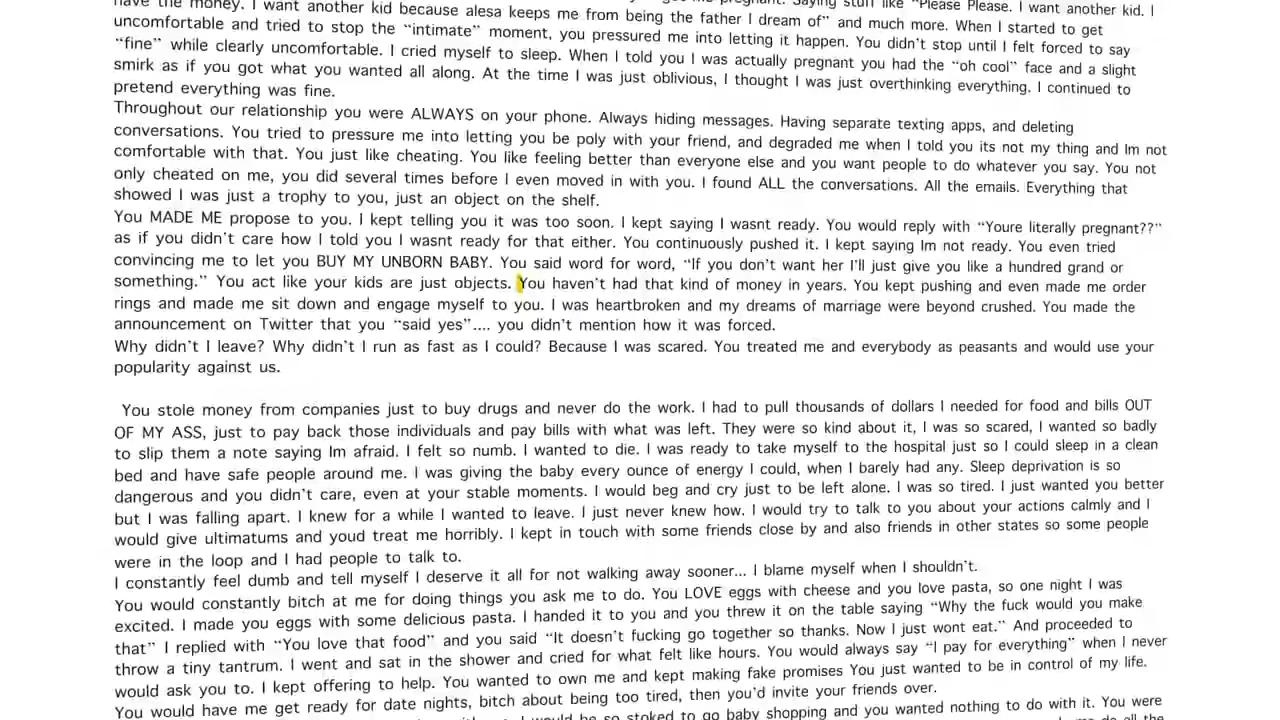 have the money. I want another kid because alesa keeps me from being the father I dream of” and much more. When I started to get
uncomfortable and tried to stop the “intimate” moment, you pressured me into letting it happen. You didn’t stop until I felt forced to say
“fine” while clearly uncomfortable. I cried myself to sleep. When I told you I was actually pregnant you had the “oh cool” face and a slight
smirk as if you got what you wanted all along. At the time I was just oblivious, I thought I was just overthinking everything. I continued to
pretend everything was fine.
Throughout our relationship you were ALWAYS on your phone. Always hiding messages. Having separate texting apps, and deleting
conversations. You tried to pressure me into letting you be poly with your friend, and degraded me when I told you its not my thing and Im not
comfortable with that. You just like cheating. You like feeling better than everyone else and you want people to do whatever you say. You not
only cheated on me, you did several times before I even moved in with you. I found ALL the conversations. All the emails. Everything that
showed I was just a trophy to you, just an object on the shelf.
You MADE ME propose to you. I kept telling you it was too soon. I kept saying I wasnt ready. You would reply with “Youre literally pregnant??”
as if you didn’t care how I told you I wasnt ready for that either. You continuously pushed it. I kept saying Im not ready. You even tried
convincing me to let you BUY MY UNBORN BABY. You said word for word, “If you don’t want her I’ll just give you like a hundred grand or
something.” You act like your kids are just objects. You haven’t had that kind of money in years. You kept pushing and even made me order
rings and made me sit down and engage myself to you. I was heartbroken and my dreams of marriage were beyond crushed. You made the
announcement on Twitter that you “said yes”.... you didn’t mention how it was forced.
Why didn’t I leave? Why didn’t I run as fast as I could? Because I was scared. You treated me and everybody as peasants and would use your
popularity against us.
You stole money from companies just to buy drugs and never do the work. I had to pull thousands of dollars I needed for food and bills OUT
OF MY ASS, just to pay back those individuals and pay bills with what was left. They were so kind about it, I was so scared, I wanted so badly
to slip them a note saying Im afraid. I felt so numb. I wanted to die. I was ready to take myself to the hospital just so I could sleep in a clean
bed and have safe people around me. I was giving the baby every ounce of energy I could, when I barely had any. Sleep deprivation is so
dangerous and you didn’t care, even at your stable moments. I would beg and cry just to be left alone. I was so tired. I just wanted you better
but I was falling apart. I knew for a while I wanted to leave. I just never knew how. I would try to talk to you about your actions calmly and I
would give ultimatums and youd treat me horribly. I kept in touch with some friends close by and also friends in other states so some people
were in the loop and I had people to talk to.
I constantly feel dumb and tell myself I deserve it all for not walking away sooner... I blame myself when I shouldn’t.
You would constantly bitch at me for doing things you ask me to do. You LOVE eggs with cheese and you love pasta, so one night I was
excited. I made you eggs with some delicious pasta. I handed it to you and you threw it on the table saying “Why the fuck would you make
that” I replied with “You love that food” and you said “It doesn’t fucking go together so thanks. Now I just wont eat.” And proceeded to
throw a tiny tantrum. I went and sat in the shower and cried for what felt like hours. You would always say “I pay for everything” when I never
would ask you to. I kept offering to help. You wanted to own me and kept making fake promises You just wanted to be in control of my life.
You would have me get ready for date nights, bitch about being too tired, then you’d invite your friends over.
I would be so stoked to go baby shopping and you wanted nothing to do with it. You were